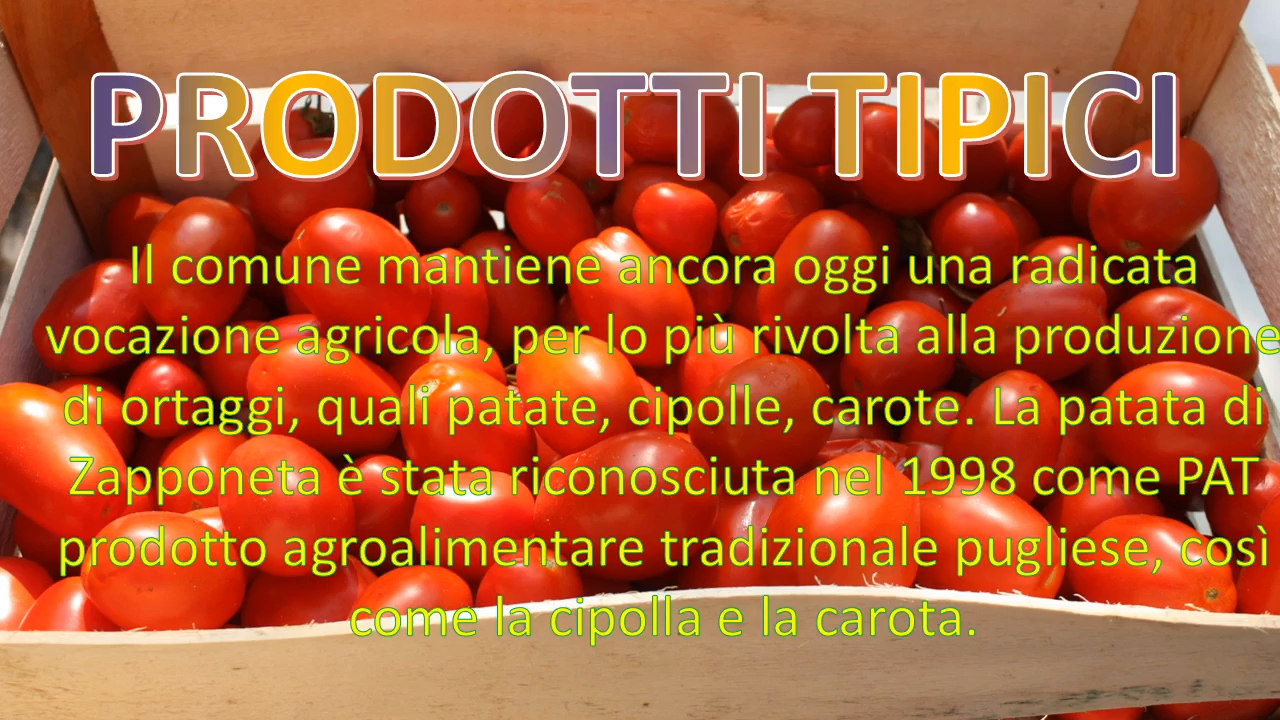 PRODOTTI TIPICI
Il comune mantiene ancora oggi una radicata
vocazione agricola, per lo più rivolta alla produzione
di ortaggi, quali patate, cipolle, carote. La patata di
Zapponeta è stata riconosciuta nel 1998 come PAT
prodotto agroalimentare tradizionale pugliese, così
come la cipolla e la carota.